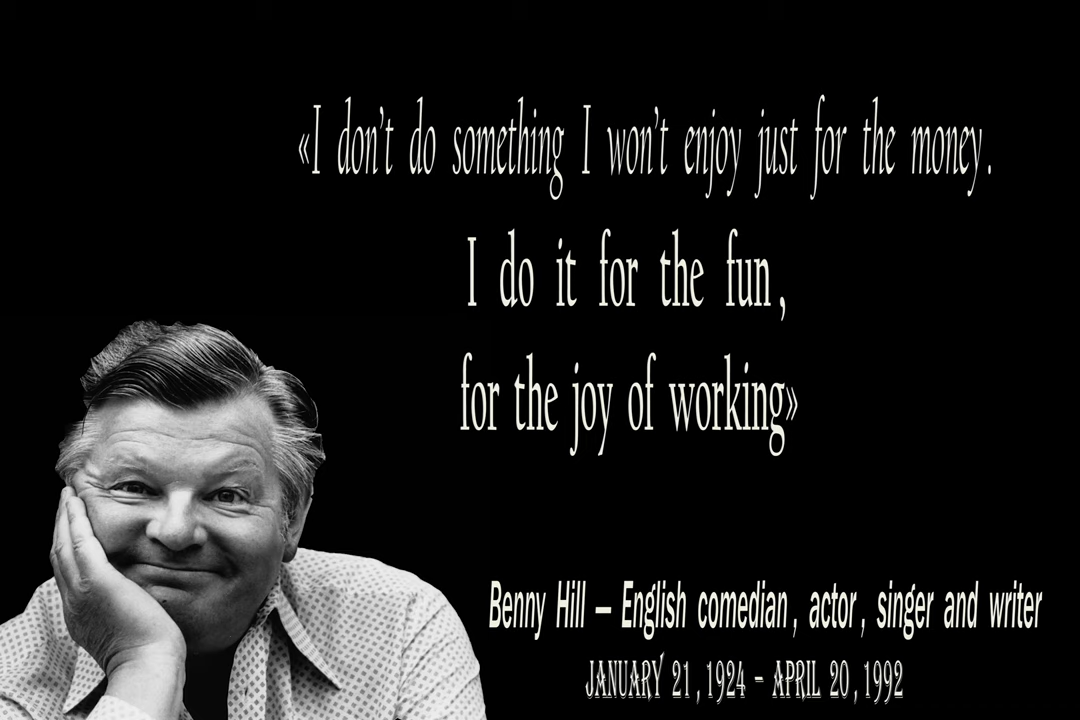 «I don't do something I won't enjoy just for the money.
I do it for the fun,
for the joy of working»
Benny Hill – English comedian, actor, singer and writer
JANUARY 21, 1924 - APRIL 20, 1992